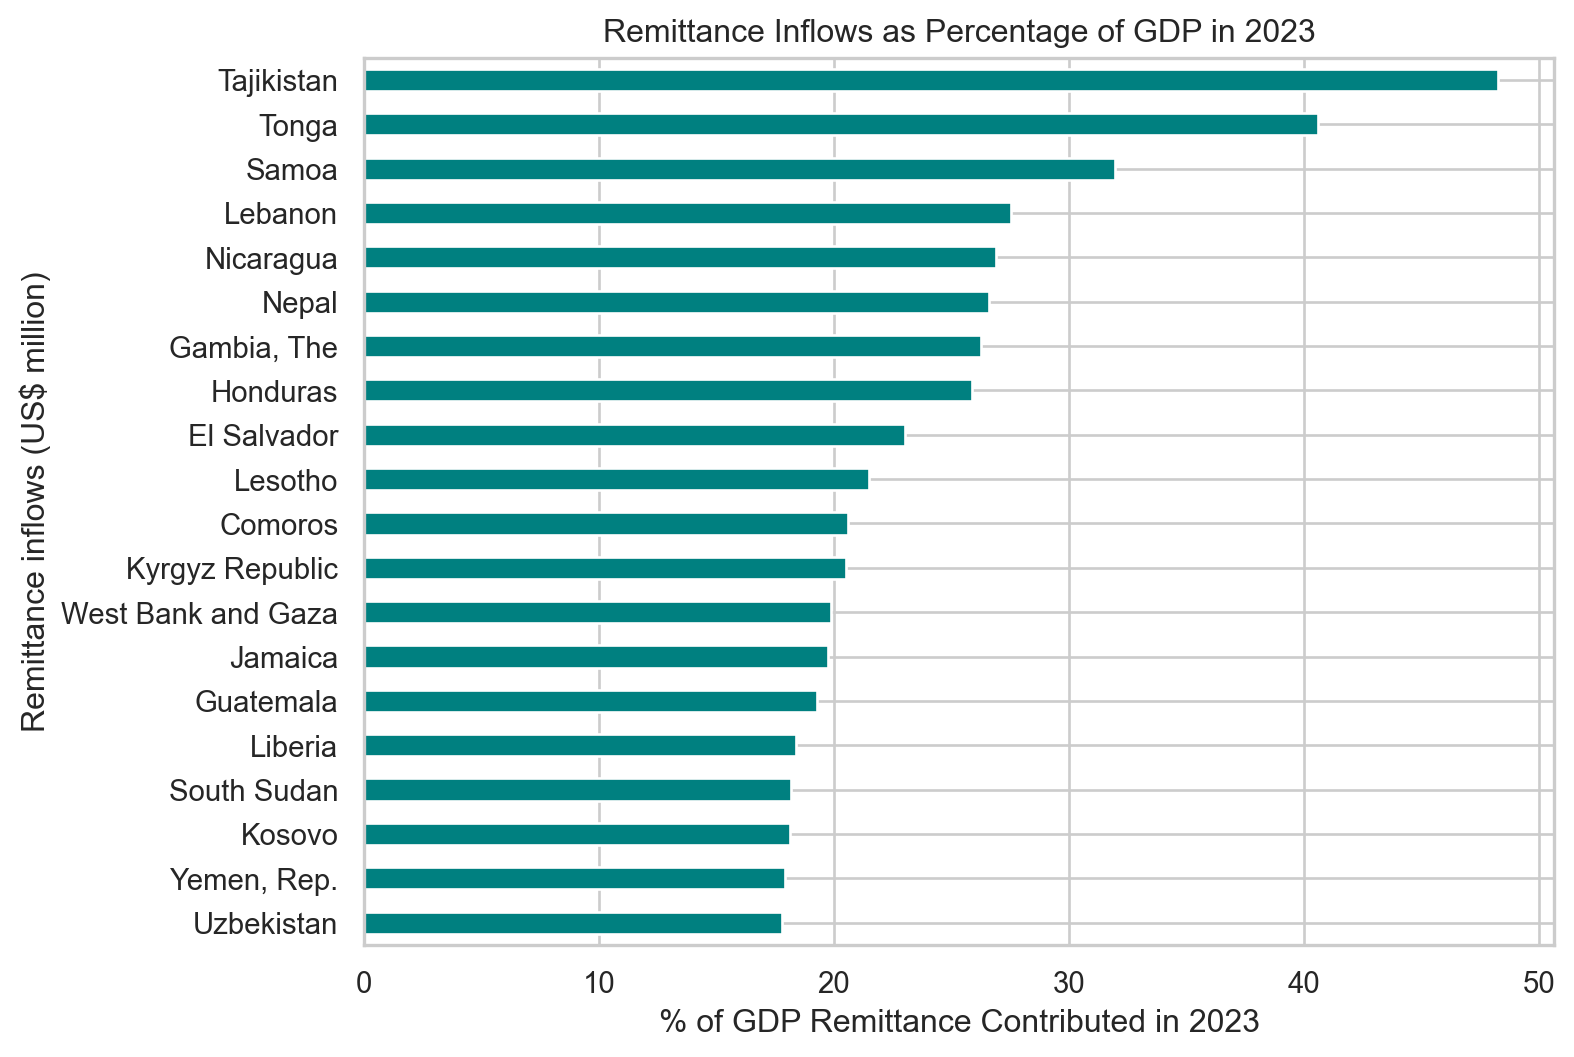 Remittance Inflows as Percentage of GDP in 2023
Remittance inflows (US$ million)
Tajikistan
Tonga
Samoa
Lebanon
Nicaragua
Nepal
Gambia, The
Honduras
El Salvador
Lesotho
Comoros
Kyrgyz Republic
West Bank and Gaza
Jamaica
Guatemala
Liberia
South Sudan
Kosovo
Yemen, Rep.
Uzbekistan
0 10 20 30 40 50
% of GDP Remittance Contributed in 2023